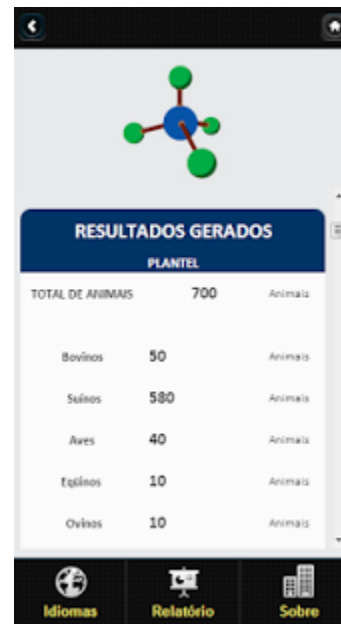 RESULTADOS GERADOS
PLANTEL
TOTAL DE ANIMAIS 700 Animais
Bovinos 50 Animais
Suínos 580 Animais
Aves 40 Animais
Eqüinos 10 Animais
Ovinos 10 Animais
Idiomas Relatório Sobre